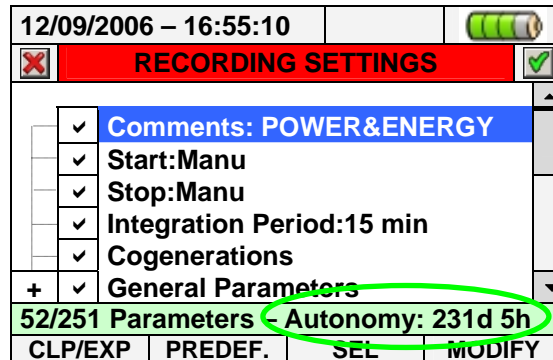 12/09/2006 – 16:55:10
RECORDING SETTINGS
Comments: POWER&ENERGY
Start:Manu
Stop:Manu
Integration Period:15 min
Cogenerations
+ General Parameters
52/251 Parameters – Autonomy: 231d 5h
CLP/EXP PREDEF. SEL MODIFY